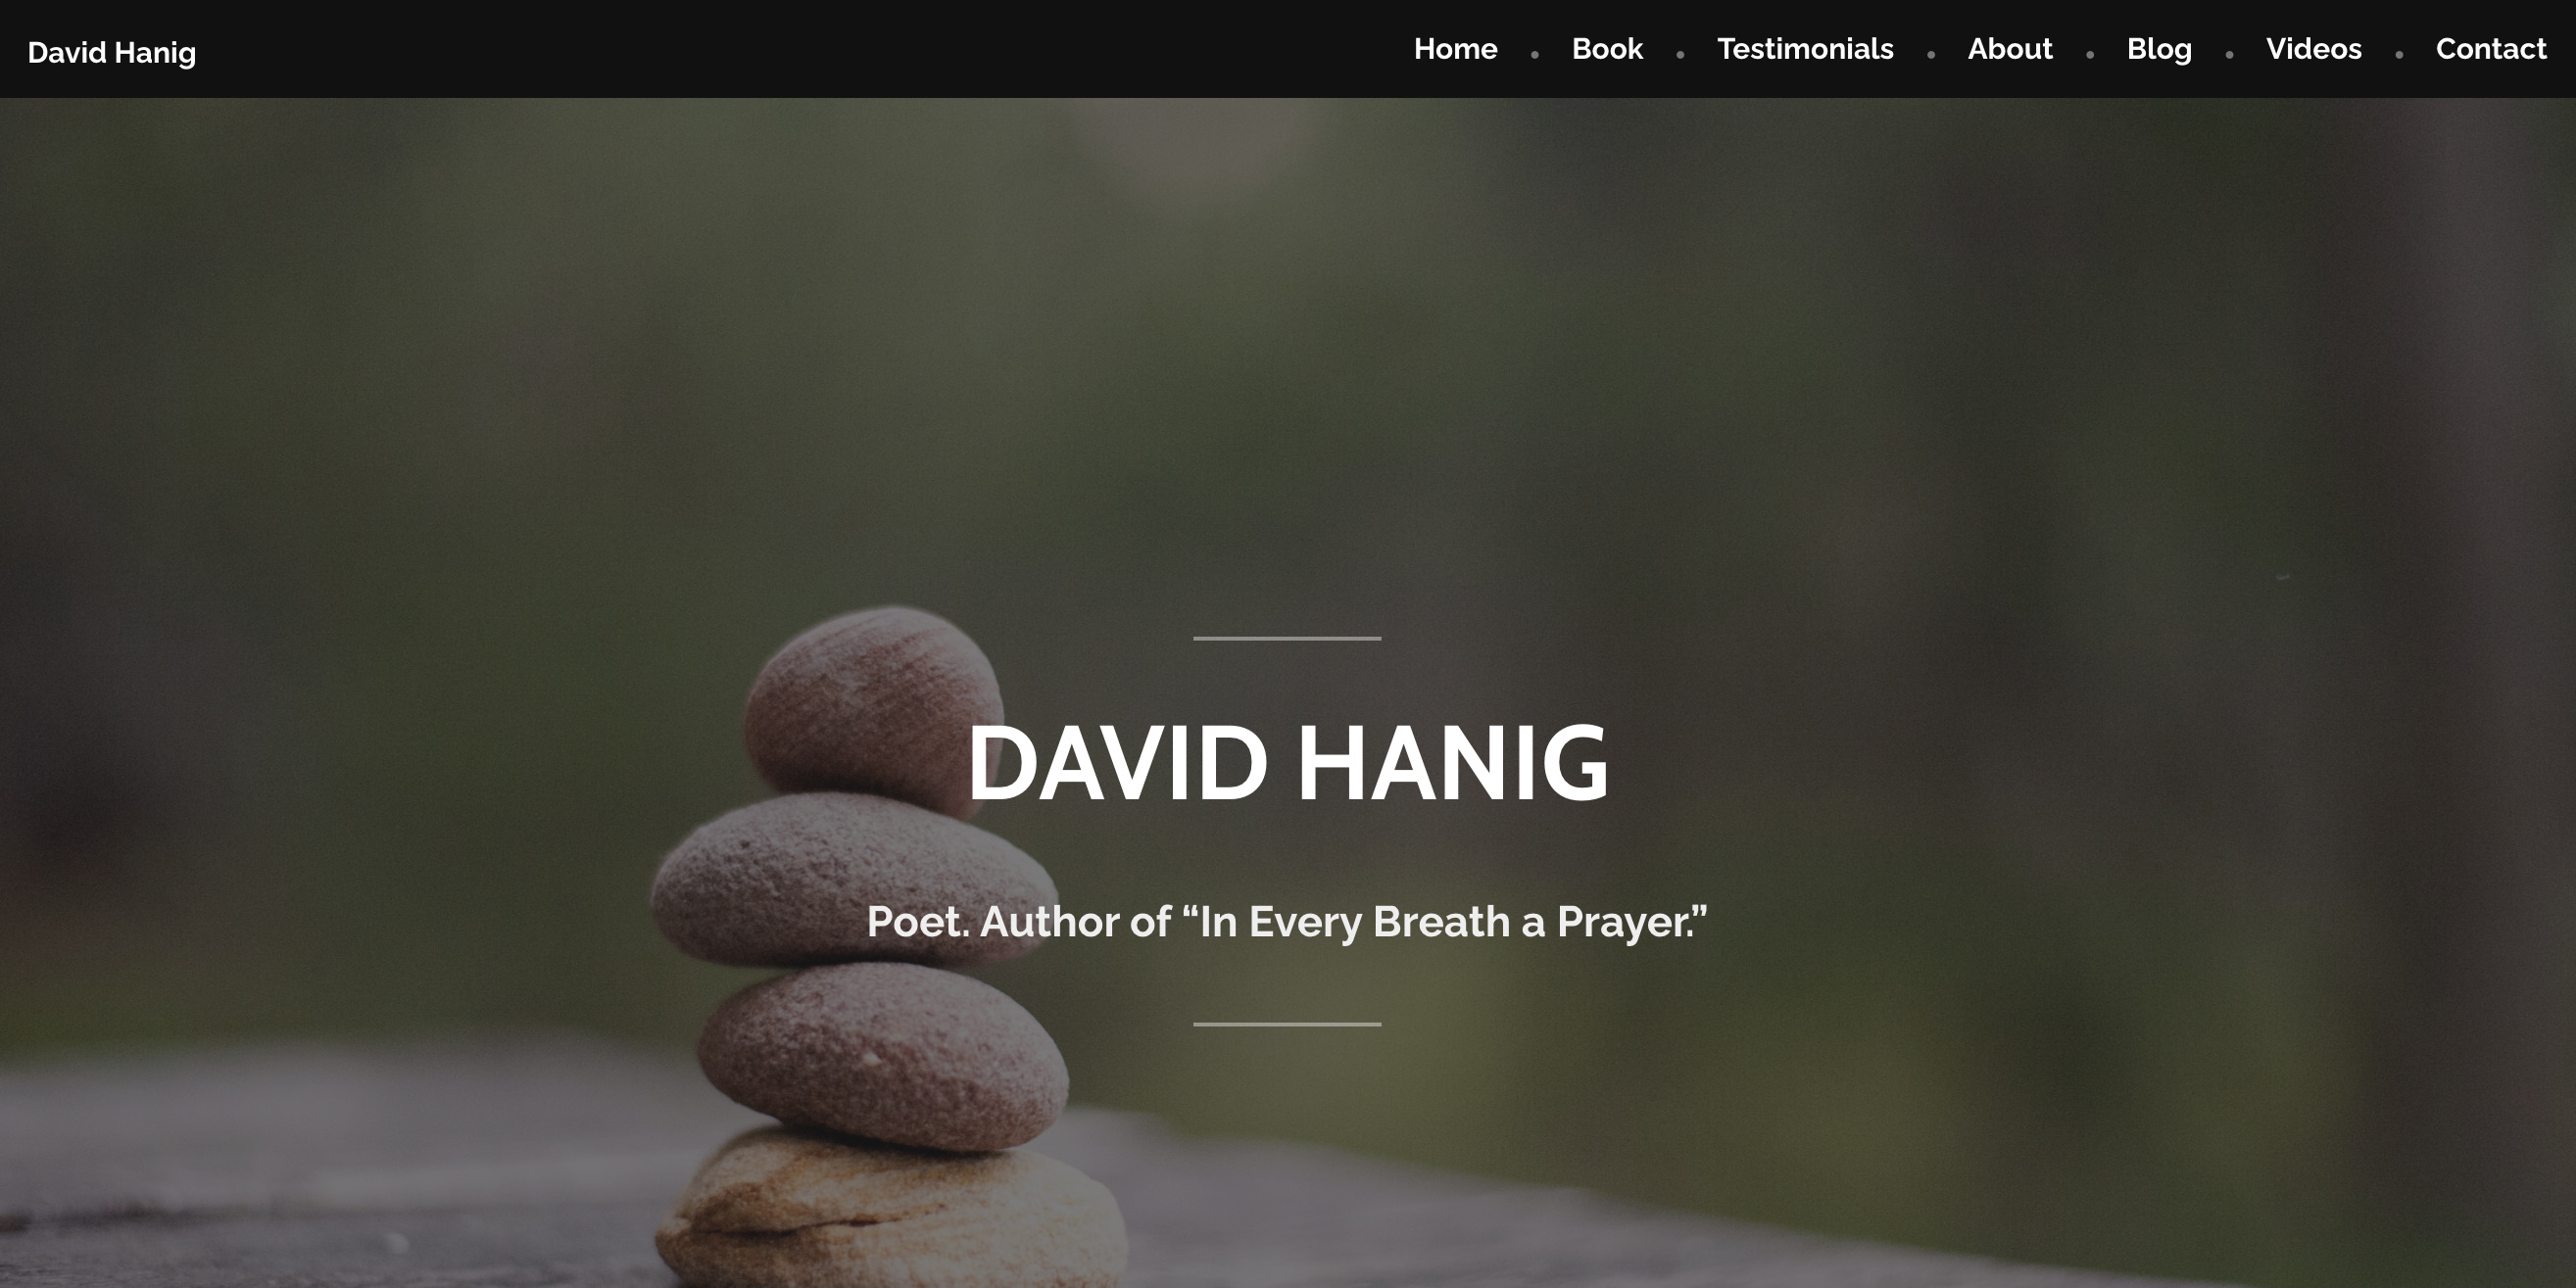 David Hanig
Home • Book • Testimonials • About • Blog • Videos • Contact
DAVID HANIG
Poet. Author of “In Every Breath a Prayer.”